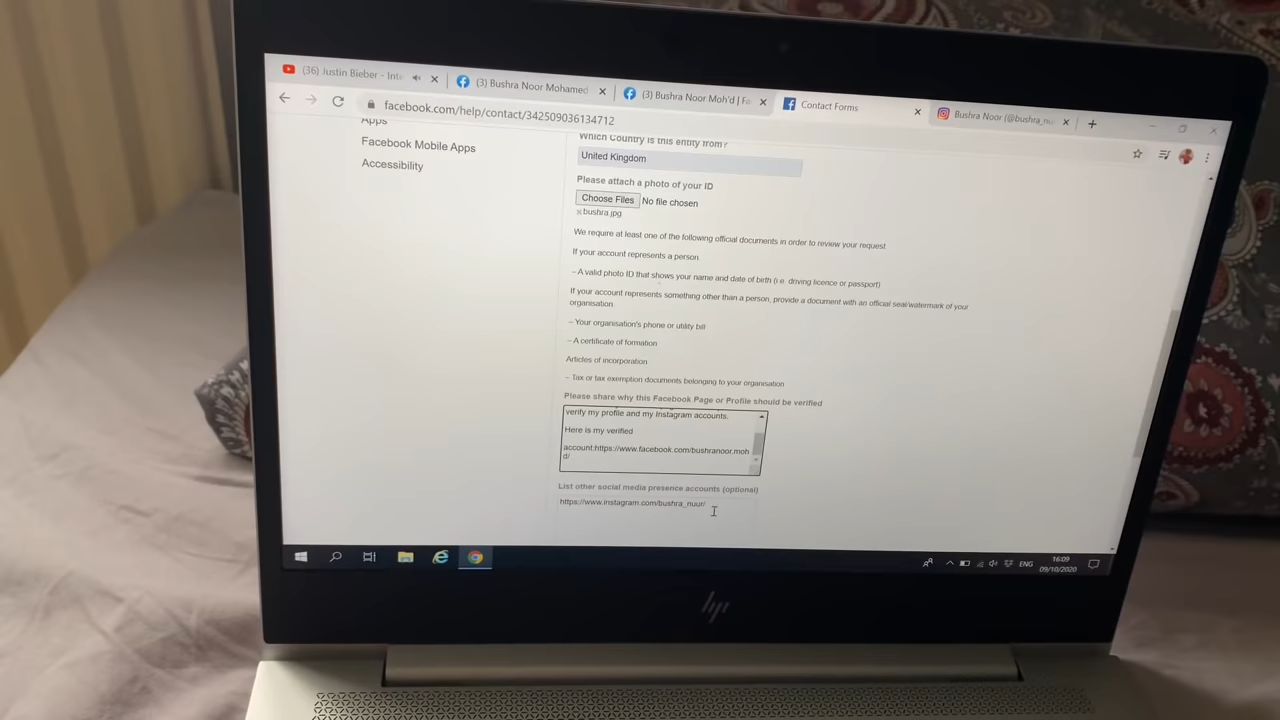 (36) Justin Bieber - Inte
(3) Bushra Noor Mohamed
(3) Bushra Noor Moh'd | Fa
Contact Forms
Bushra Noor (@bushra_nuu
facebook.com/help/contact/342509036134712
Apps
Facebook Mobile Apps
Accessibility
Which Country is this entity from?
United Kingdom
Please attach a photo of your ID
Choose Files No file chosen
x bushra.jpg
We require at least one of the following official documents in order to review your request
If your account represents a person
– A valid photo ID that shows your name and date of birth (i.e. driving licence or passport)
If your account represents something other than a person, provide a document with an official seal/watermark of your
organisation
– Your organisation's phone or utility bill
– A certificate of formation
Articles of incorporation
– Tax or tax exemption documents belonging to your organisation
Please share why this Facebook Page or Profile should be verified
verify my profile and my Instagram accounts.
Here is my verified
account:https://www.facebook.com/bushranoor.moh
d/
List other social media presence accounts (optional)
https://www.instagram.com/bushra_nuur/
ENG
16:09
09/10/2020
hp